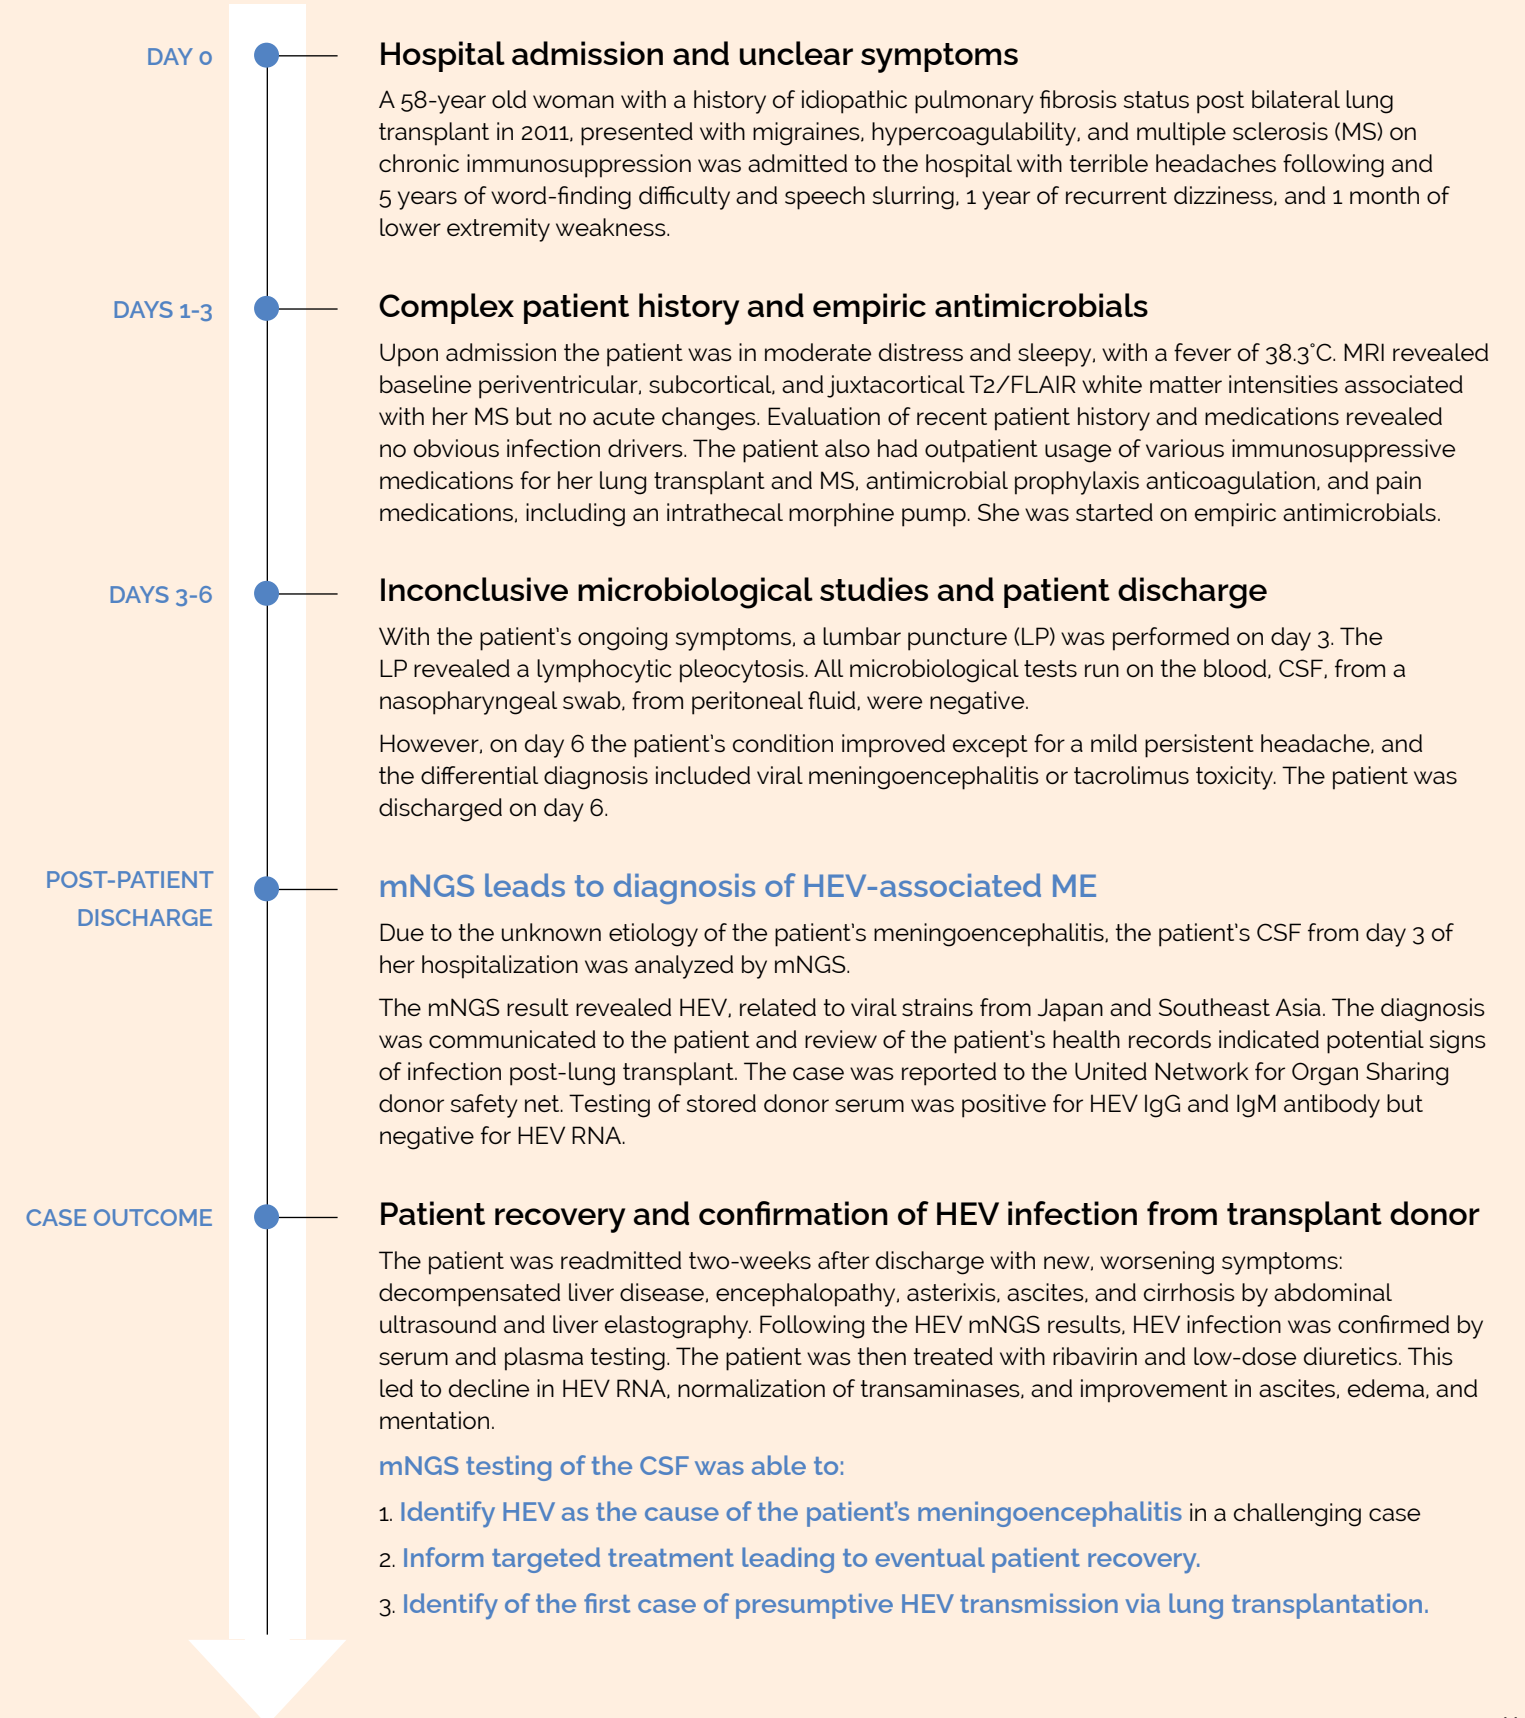 DAY 0
Hospital admission and unclear symptoms
A 58-year old woman with a history of idiopathic pulmonary fibrosis status post bilateral lung
transplant in 2011, presented with migraines, hypercoagulability, and multiple sclerosis (MS) on
chronic immunosuppression was admitted to the hospital with terrible headaches following and
5 years of word-finding difficulty and speech slurring, 1 year of recurrent dizziness, and 1 month of
lower extremity weakness.
DAYS 1-3
Complex patient history and empiric antimicrobials
Upon admission the patient was in moderate distress and sleepy, with a fever of 38.3°C. MRI revealed
baseline periventricular, subcortical, and juxtacortical T2/FLAIR white matter intensities associated
with her MS but no acute changes. Evaluation of recent patient history and medications revealed
no obvious infection drivers. The patient also had outpatient usage of various immunosuppressive
medications for her lung transplant and MS, antimicrobial prophylaxis anticoagulation, and pain
medications, including an intrathecal morphine pump. She was started on empiric antimicrobials.
DAYS 3-6
Inconclusive microbiological studies and patient discharge
With the patient's ongoing symptoms, a lumbar puncture (LP) was performed on day 3. The
LP revealed a lymphocytic pleocytosis. All microbiological tests run on the blood, CSF, from a
nasopharyngeal swab, from peritoneal fluid, were negative.
However, on day 6 the patient's condition improved except for a mild persistent headache, and
the differential diagnosis included viral meningoencephalitis or tacrolimus toxicity. The patient was
discharged on day 6.
POST-PATIENT
DISCHARGE
mNGS leads to diagnosis of HEV-associated ME
Due to the unknown etiology of the patient's meningoencephalitis, the patient's CSF from day 3 of
her hospitalization was analyzed by mNGS.
The mNGS result revealed HEV, related to viral strains from Japan and Southeast Asia. The diagnosis
was communicated to the patient and review of the patient's health records indicated potential signs
of infection post-lung transplant. The case was reported to the United Network for Organ Sharing
donor safety net. Testing of stored donor serum was positive for HEV IgG and IgM antibody but
negative for HEV RNA.
CASE OUTCOME
Patient recovery and confirmation of HEV infection from transplant donor
The patient was readmitted two-weeks after discharge with new, worsening symptoms:
decompensated liver disease, encephalopathy, asterixis, ascites, and cirrhosis by abdominal
ultrasound and liver elastography. Following the HEV mNGS results, HEV infection was confirmed by
serum and plasma testing. The patient was then treated with ribavirin and low-dose diuretics. This
led to decline in HEV RNA, normalization of transaminases, and improvement in ascites, edema, and
mentation.
mNGS testing of the CSF was able to:
1. Identify HEV as the cause of the patient's meningoencephalitis in a challenging case
2. Inform targeted treatment leading to eventual patient recovery.
3. Identify of the first case of presumptive HEV transmission via lung transplantation.